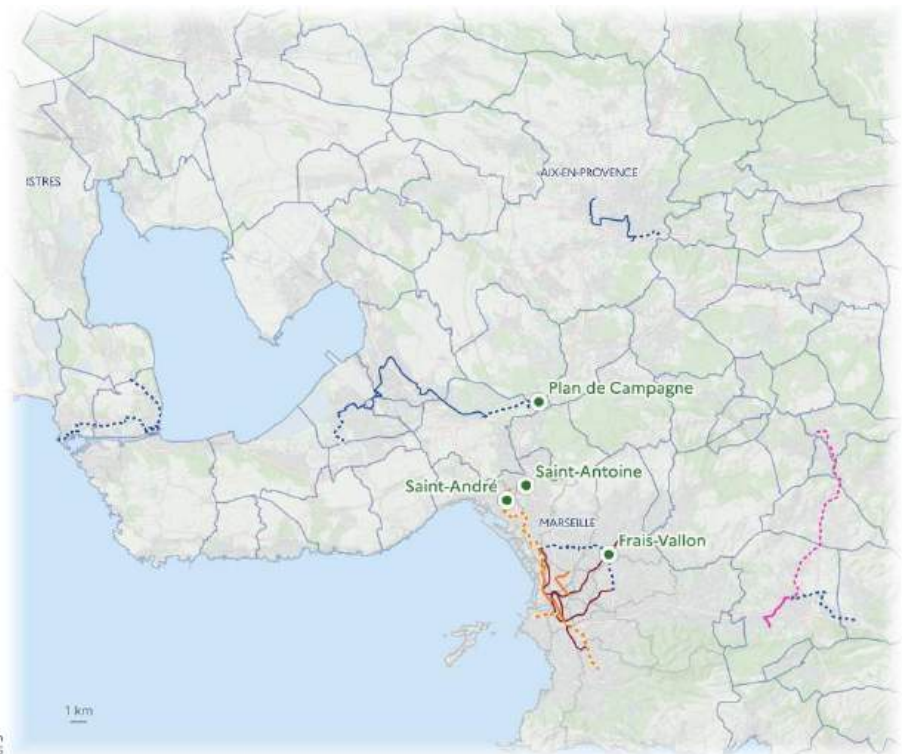 AIX-EN-PROVENCE
ISTRES
Plan de Campagne
Saint-Antoine
Saint-André
MARSEILLE
Frais-Vallon
1 km